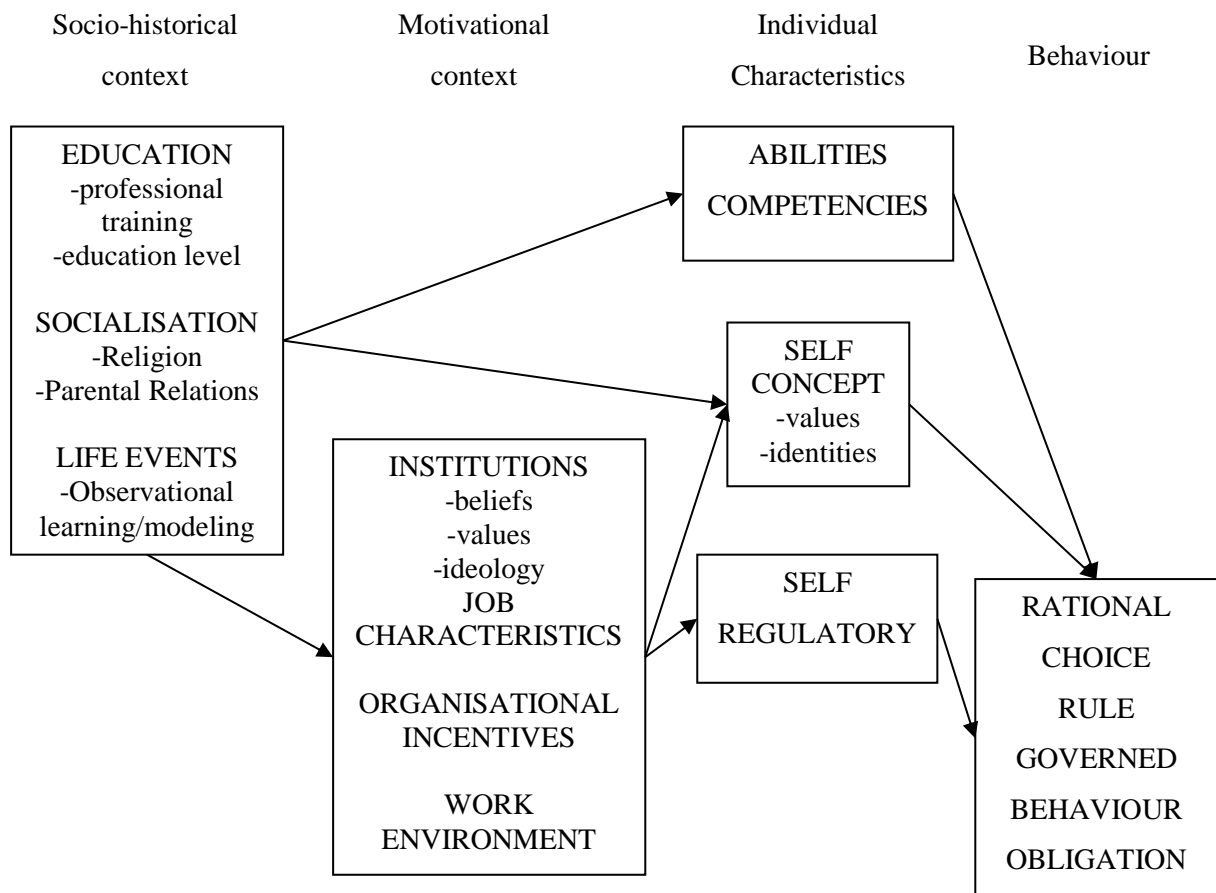 Socio-historical
context
Motivational
context
Individual
Characteristics
Behaviour
EDUCATION
-professional
training
-education level
SOCIALISATION
-Religion
-Parental Relations
LIFE EVENTS
-Observational
learning/modeling
INSTITUTIONS
-beliefs
-values
-ideology
JOB
CHARACTERISTICS
ORGANISATIONAL
INCENTIVES
WORK
ENVIRONMENT
ABILITIES
COMPETENCIES
SELF
CONCEPT
-values
-identities
SELF
REGULATORY
RATIONAL
CHOICE
RULE
GOVERNED
BEHAVIOUR
OBLIGATION